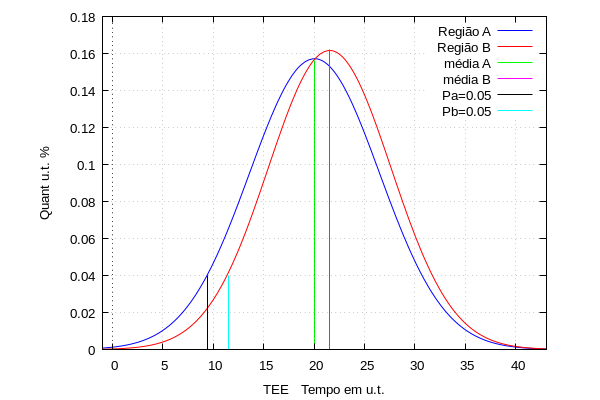 0.18
0.16
0.14
0.12
0.1
0.08
0.06
0.04
0.02
0
Quant u.t. %
Região A
Região B
média A
média B
Pa=0.05
Pb=0.05
0 5 10 15 20 25 30 35 40
TEE Tempo em u.t.